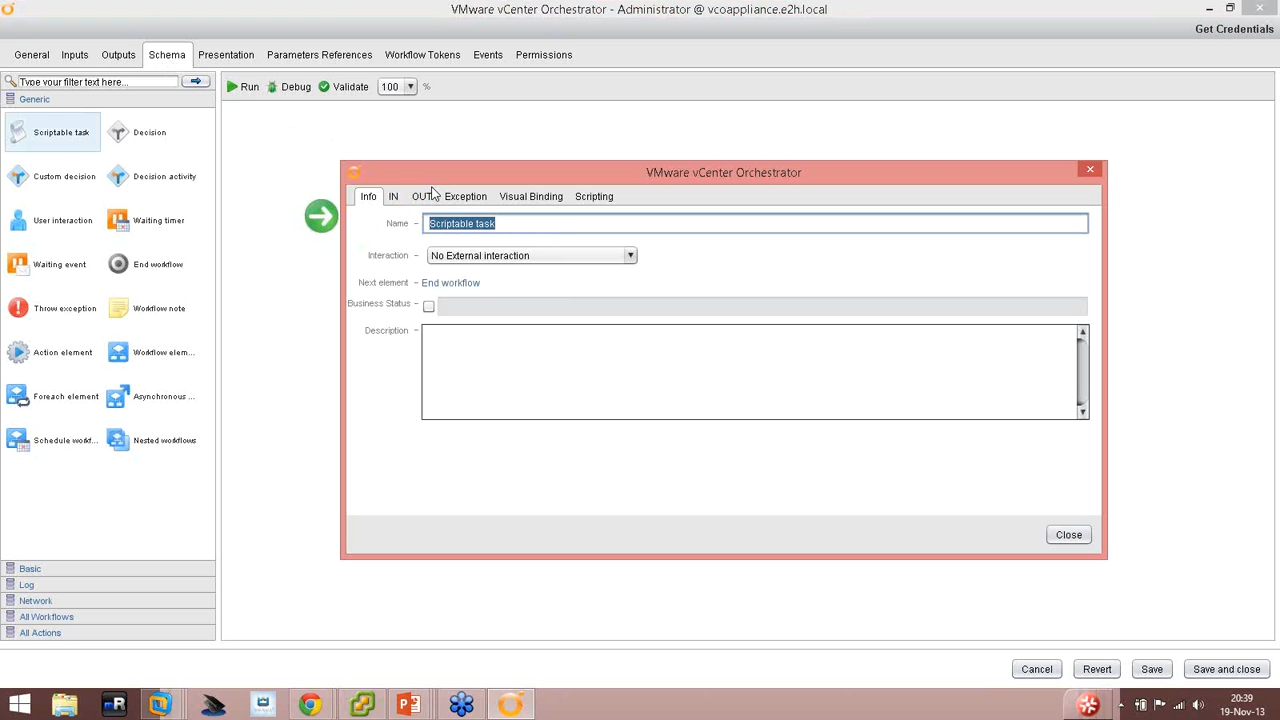 VMware vCenter Orchestrator - Administrator @ vcoappliance.e2h.local
Get Credentials
General Inputs Outputs Schema Presentation Parameters References Workflow Tokens Events Permissions
Type your filter text here...
Run Debug Validate 100 %
Generic
Scriptable task Decision
Custom decision Decision activity
User interaction Waiting timer
Waiting event End workflow
Throw exception Workflow note
Action element Workflow elem...
Foreach element Asynchronous ...
Schedule workf... Nested workflows
VMware vCenter Orchestrator
Info IN OUT Exception Visual Binding Scripting
Name Scriptable task
Interaction No External interaction
Next element End workflow
Business Status
Description
Close
Basic
Log
Network
All Workflows
All Actions
Cancel Revert Save Save and close
20:39
19-Nov-13